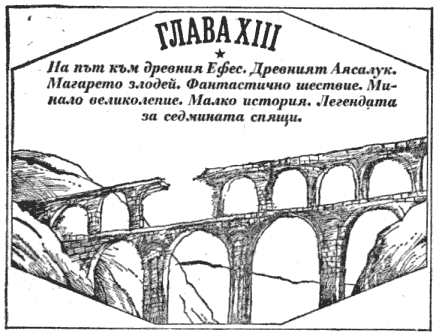 ГЛАВА XIII
На път към древния Ефес. Древният Аясалук.
Магарето злодей. Фантастично шествие. Ми-
нало великолепие. Малко история. Легендата
за седмината спящи.